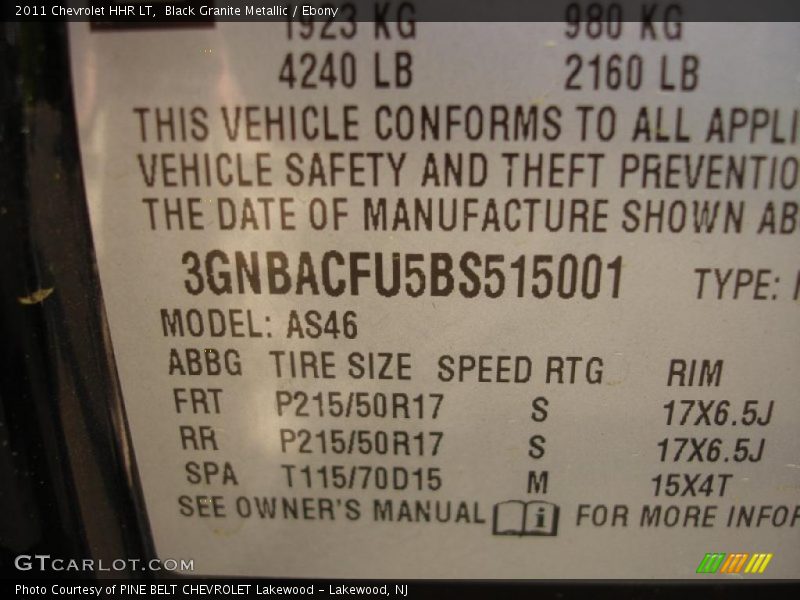 2011 Chevrolet HHR LT, Black Granite Metallic / Ebony
1923 KG 980 KG
4240 LB 2160 LB
THIS VEHICLE CONFORMS TO ALL APPLI
VEHICLE SAFETY AND THEFT PREVENTIO
THE DATE OF MANUFACTURE SHOWN AB
3GNBACFU5BS515001 TYPE:
MODEL: AS46
ABBG TIRE SIZE SPEED RTG RIM
FRT P215/50R17 S 17X6.5J
RR P215/50R17 S 17X6.5J
SPA T115/70D15 M 15X4T
SEE OWNER'S MANUAL i FOR MORE INFOR
GTCARLOT.COM
Photo Courtesy of PINE BELT CHEVROLET Lakewood - Lakewood, NJ